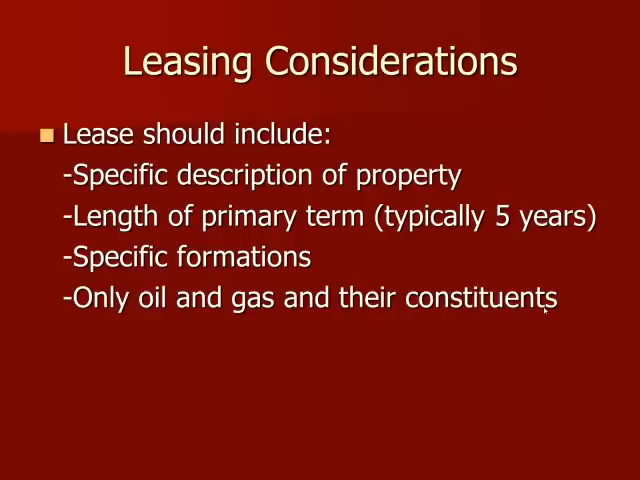 Leasing Considerations
Lease should include:
-Specific description of property
-Length of primary term (typically 5 years)
-Specific formations
-Only oil and gas and their constituents